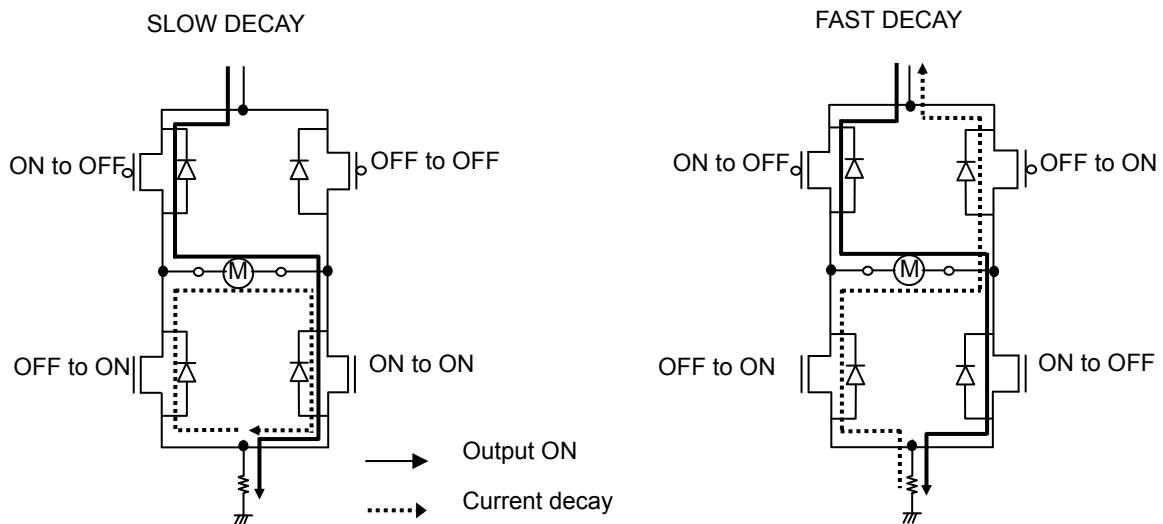 SLOW DECAY
FAST DECAY
ON to OFF
OFF to OFF
M
OFF to ON
ON to ON
ON to OFF
OFF to ON
M
OFF to ON
ON to OFF
Output ON
Current decay